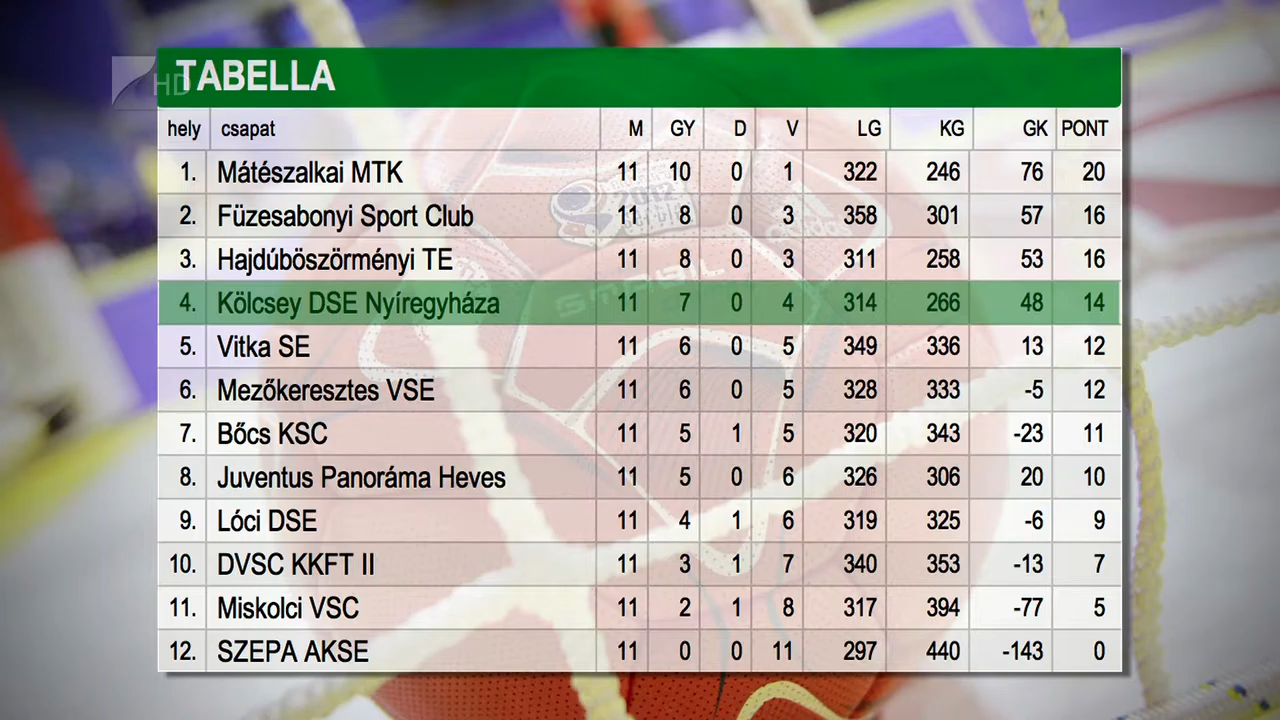 HD
TABELLA
hely csapat M GY D V LG KG GK PONT
1. Mátészalkai MTK 11 10 0 1 322 246 76 20
2. Füzesabonyi Sport Club 11 8 0 3 358 301 57 16
3. Hajdúböszörményi TE 11 8 0 3 311 258 53 16
4. Kölcsey DSE Nyíregyháza 11 7 0 4 314 266 48 14
5. Vitka SE 11 6 0 5 349 336 13 12
6. Mezőkeresztes VSE 11 6 0 5 328 333 -5 12
7. Bőcs KSC 11 5 1 5 320 343 -23 11
8. Juventus Panoráma Heves 11 5 0 6 326 306 20 10
9. Lóci DSE 11 4 1 6 319 325 -6 9
10. DVSC KKFT II 11 3 1 7 340 353 -13 7
11. Miskolci VSC 11 2 1 8 317 394 -77 5
12. SZEPA AKSE 11 0 0 11 297 440 -143 0